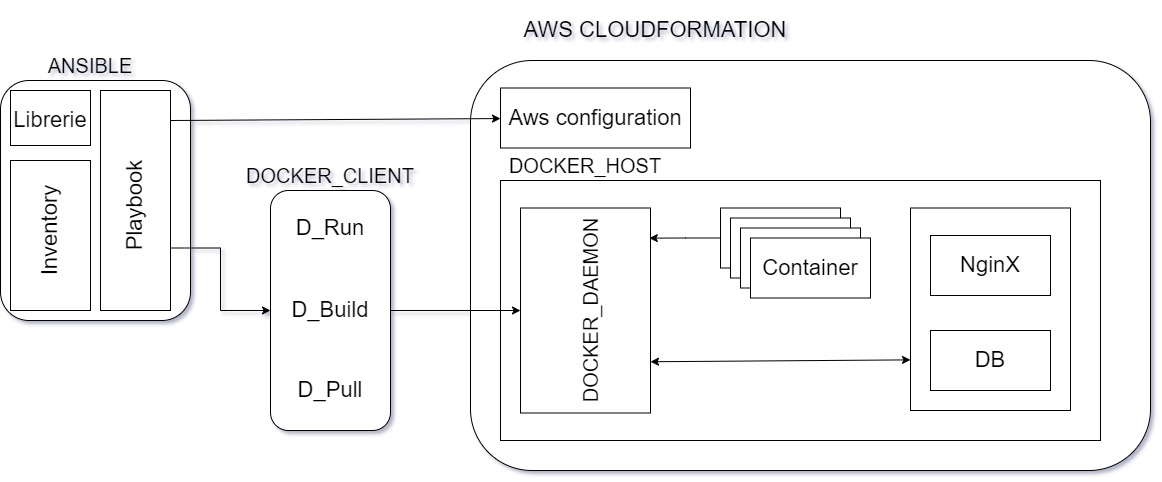 AWS CLOUDFORMATION
ANSIBLE
Librerie
Inventory
Playbook
Aws configuration
DOCKER_CLIENT
D_Run
D_Build
D_Pull
DOCKER_HOST
DOCKER_DAEMON
Container
NginX
DB